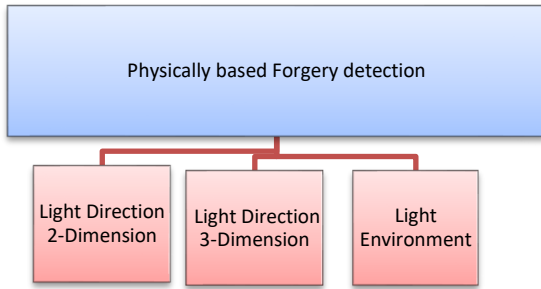 Physically based Forgery detection
Light Direction
2-Dimension
Light Direction
3-Dimension
Light
Environment